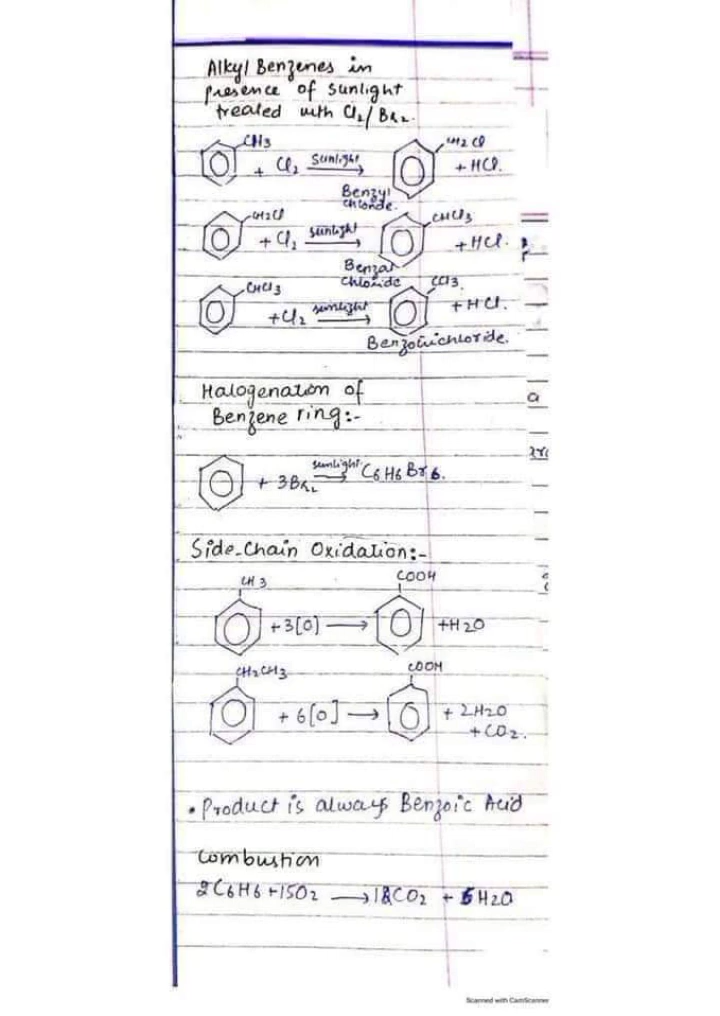 Alkyl Benzenes in
presence of sunlight
treated with Cl2/Br2.
CH3 + Cl2 sunlight → CH2Cl + HCl.
Benzyl
chloride.
CH2Cl + Cl2 sunlight → CHCl3 + HCl.
Benzal
chloride
CHCl3 + Cl2 sunlight → CCl3. + HCl.
Benzotrichloride.
Halogenation of
Benzene ring:-
+ 3Br2 sunlight → C6H6Br6.
Side-Chain Oxidation:-
CH3 COOH
+ 3[O] → + H2O
CH2CH3 COOH
+ 6[O] → + 2H2O
+ CO2.
• Product is always Benzoic Acid
Combustion
2C6H6 + 15O2 → 12CO2 + 6H2O
Scanned with CamScanner